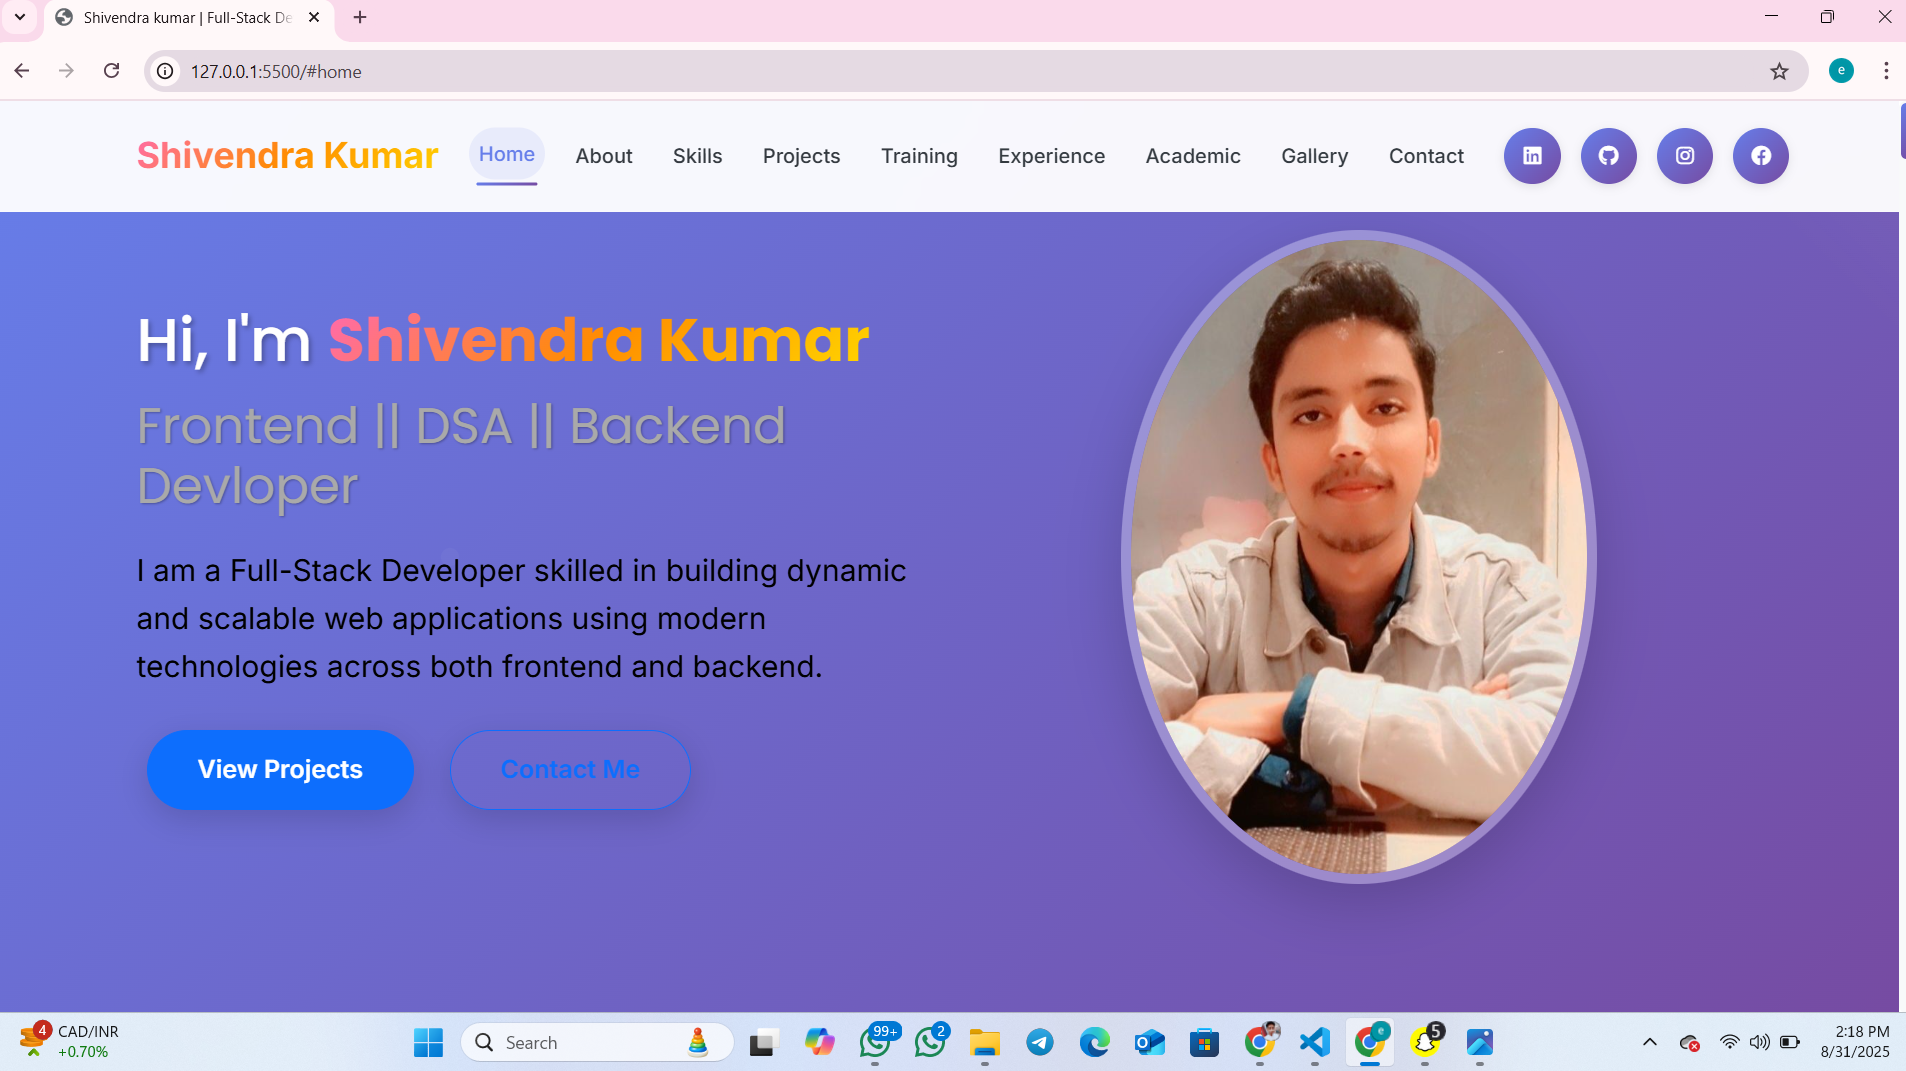 Shivendra kumar | Full-Stack De
127.0.0.1:5500/#home
e
Shivendra Kumar
Home
About
Skills
Projects
Training
Experience
Academic
Gallery
Contact
Hi, I'm Shivendra Kumar
Frontend || DSA || Backend
Devloper
I am a Full-Stack Developer skilled in building dynamic
and scalable web applications using modern
technologies across both frontend and backend.
View Projects
Contact Me
4
CAD/INR
+0.70%
Search
99+
2
e
5
2:18 PM
8/31/2025